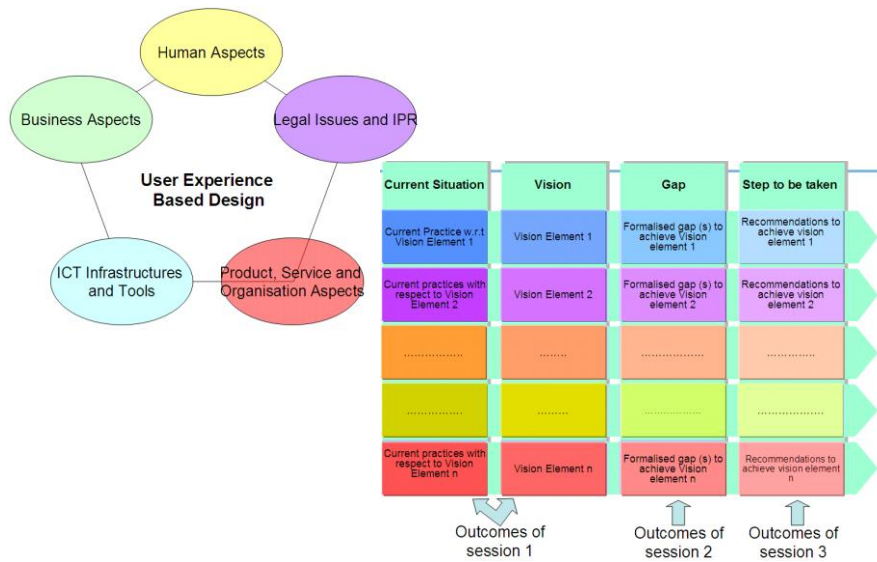 Human Aspects
Business Aspects
Legal Issues and IPR
User Experience
Based Design
ICT Infrastructures
and Tools
Product, Service and
Organisation Aspects
Current Situation
Vision
Gap
Step to be taken
Current Practice w.r.t
Vision Element 1
Vision Element 1
Formalised gap (s) to
achieve Vision
element 1
Recommendations to
achieve vision
element 1
Current practices with
respect to Vision
Element 2
Vision Element 2
Formalised gap (s) to
achieve Vision
element 2
Recommendations to
achieve vision
element 2
................
........
..................
..............
................
.........
..................
...................
Current practices with
respect to Vision
Element n
Vision Element n
Formalised gap (s) to
achieve Vision
element n
Recommendations to
achieve vision element
n
Outcomes of
session 1
Outcomes of
session 2
Outcomes of
session 3